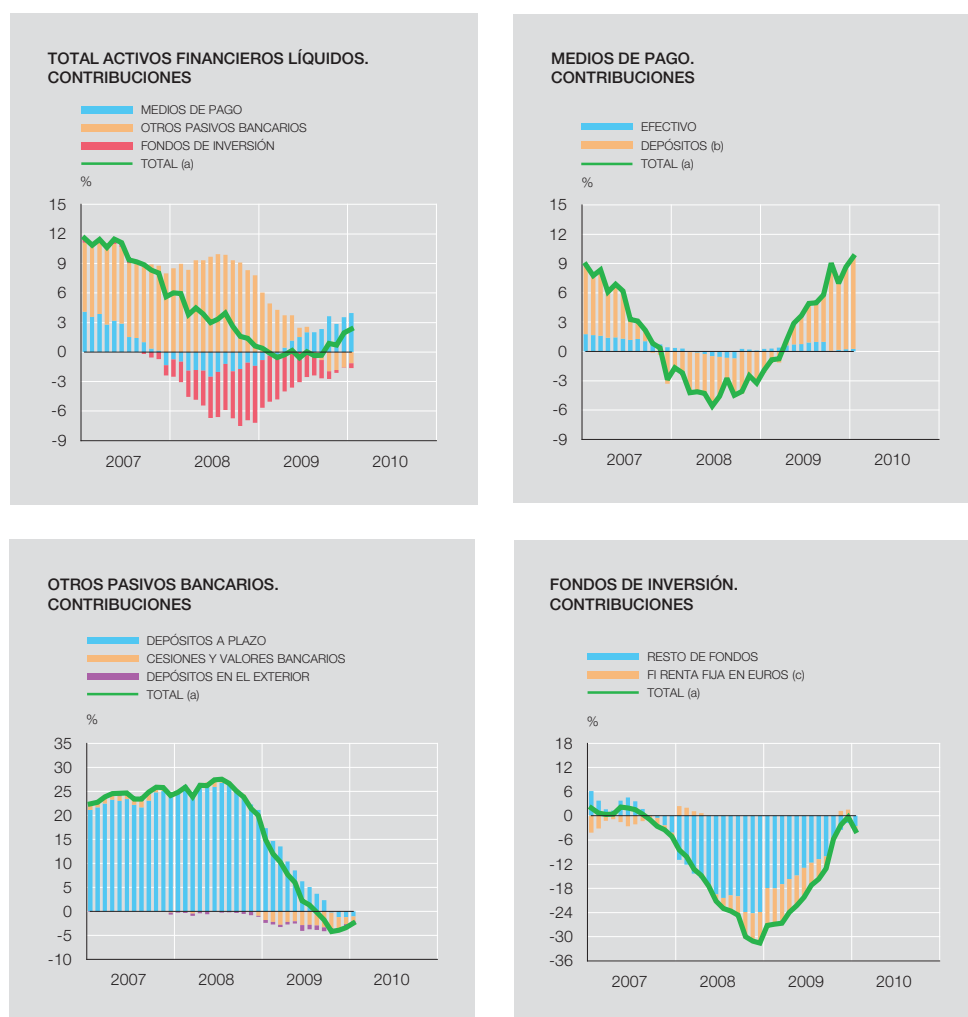 TOTAL ACTIVOS FINANCIEROS LÍQUIDOS.
CONTRIBUCIONES
MEDIOS DE PAGO
OTROS PASIVOS BANCARIOS
FONDOS DE INVERSIÓN
TOTAL (a)
%
15
12
9
6
3
0
-3
-6
-9
2007 2008 2009 2010
MEDIOS DE PAGO.
CONTRIBUCIONES
EFECTIVO
DEPÓSITOS (b)
TOTAL (a)
%
15
12
9
6
3
0
-3
-6
-9
2007 2008 2009 2010
OTROS PASIVOS BANCARIOS.
CONTRIBUCIONES
DEPÓSITOS A PLAZO
CESIONES Y VALORES BANCARIOS
DEPÓSITOS EN EL EXTERIOR
TOTAL (a)
%
35
30
25
20
15
10
5
0
-5
-10
2007 2008 2009 2010
FONDOS DE INVERSIÓN.
CONTRIBUCIONES
RESTO DE FONDOS
FI RENTA FIJA EN EUROS (c)
TOTAL (a)
%
18
12
6
0
-6
-12
-18
-24
-30
-36
2007 2008 2009 2010